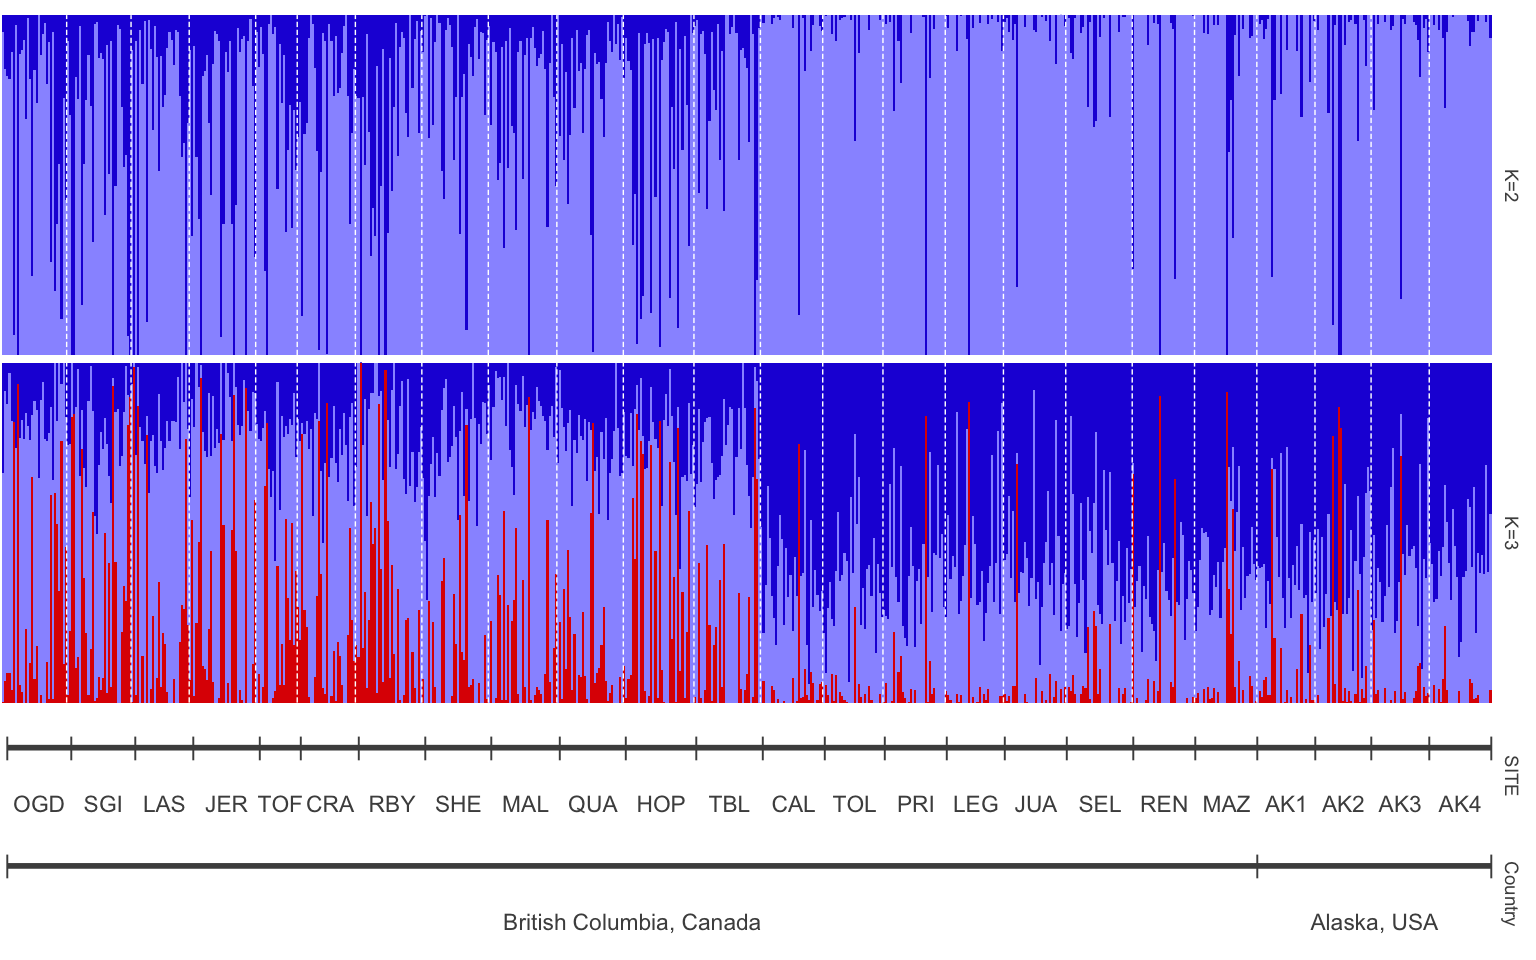 K=2
K=3
SITE
OGD SGI LAS JER TOF CRA RBY SHE MAL QUA HOP TBL CAL TOL PRI LEG JUA SEL REN MAZ AK1 AK2 AK3 AK4
Country
British Columbia, Canada Alaska, USA